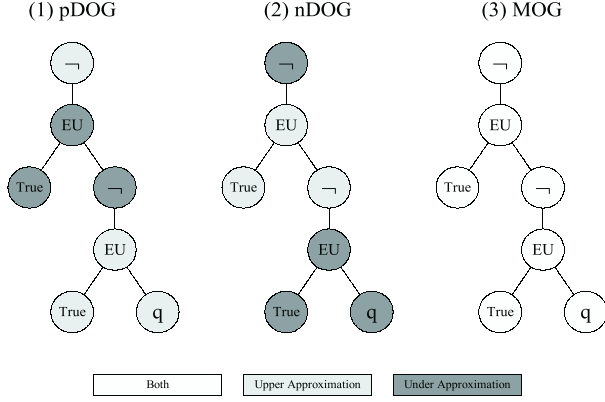 (1) pDOG (2) nDOG (3) MOG
¬ ¬ ¬
EU EU EU
True ¬ True ¬ True ¬
EU EU EU
True q True q True q
Both Upper Approximation Under Approximation